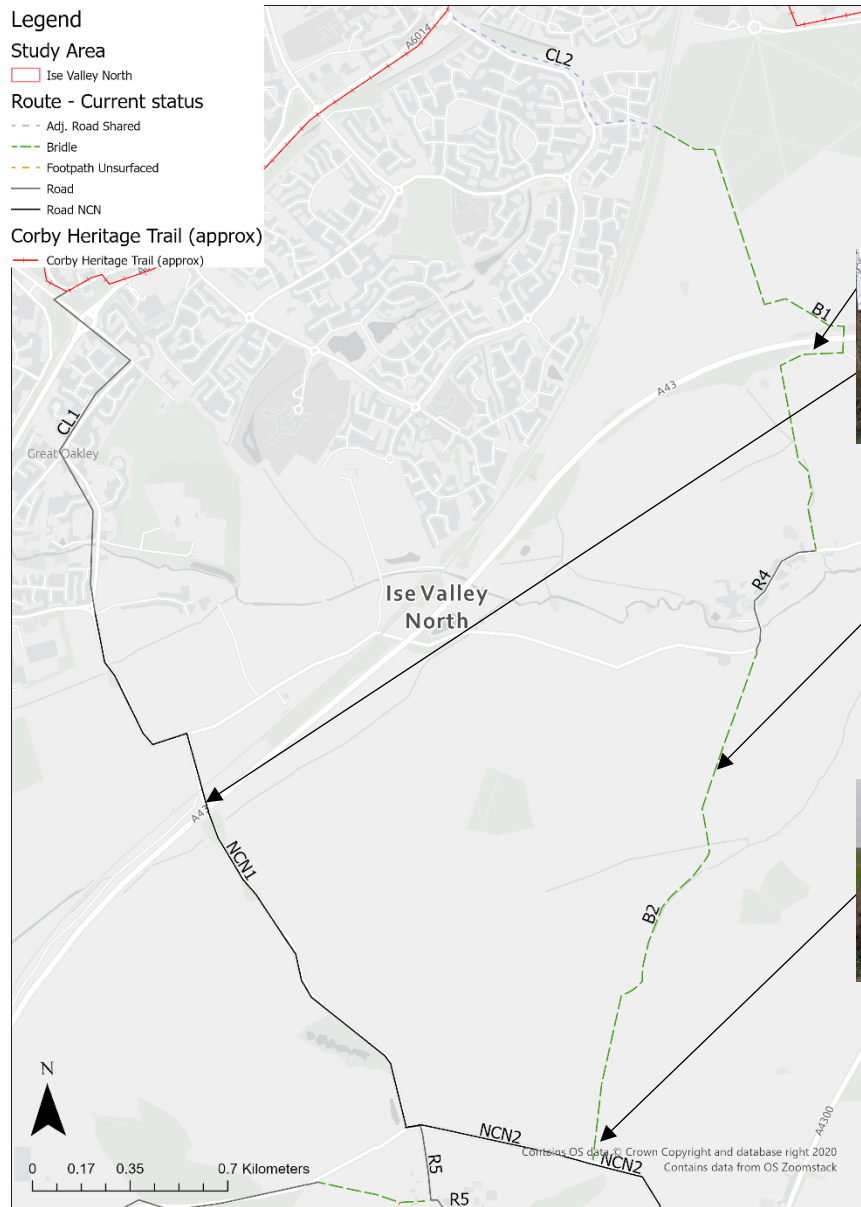 Legend
Study Area
Ise Valley North
Route - Current status
Adj. Road Shared
Bridle
Footpath Unsurfaced
Road
Road NCN
Corby Heritage Trail (approx)
Corby Heritage Trail (approx)
A6014
CL2
B1
A43
CL1
Great Oakley
R4
Ise Valley
North
A43
NCN1
B2
A4300
NCN2
NCN2
R5
R5
N
0 0.17 0.35 0.7 Kilometers
Contains OS data © Crown Copyright and database right 2020
Contains data from OS Zoomstack